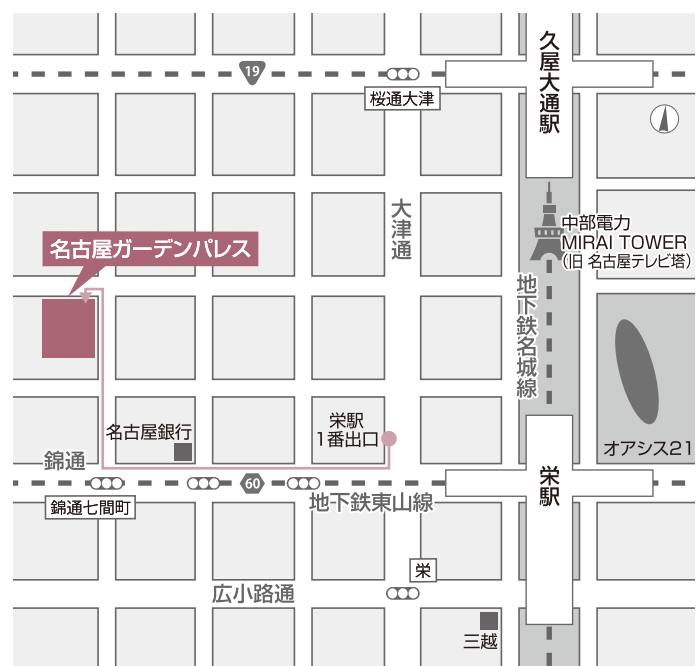 久屋大通駅
19
桜通大津
大津通
中部電力
MIRAI TOWER
(旧 名古屋テレビ塔)
名古屋ガーデンパレス
地下鉄名城線
栄駅
1番出口
名古屋銀行
オアシス21
錦通
栄駅
60
錦通七間町
地下鉄東山線
栄
広小路通
三越